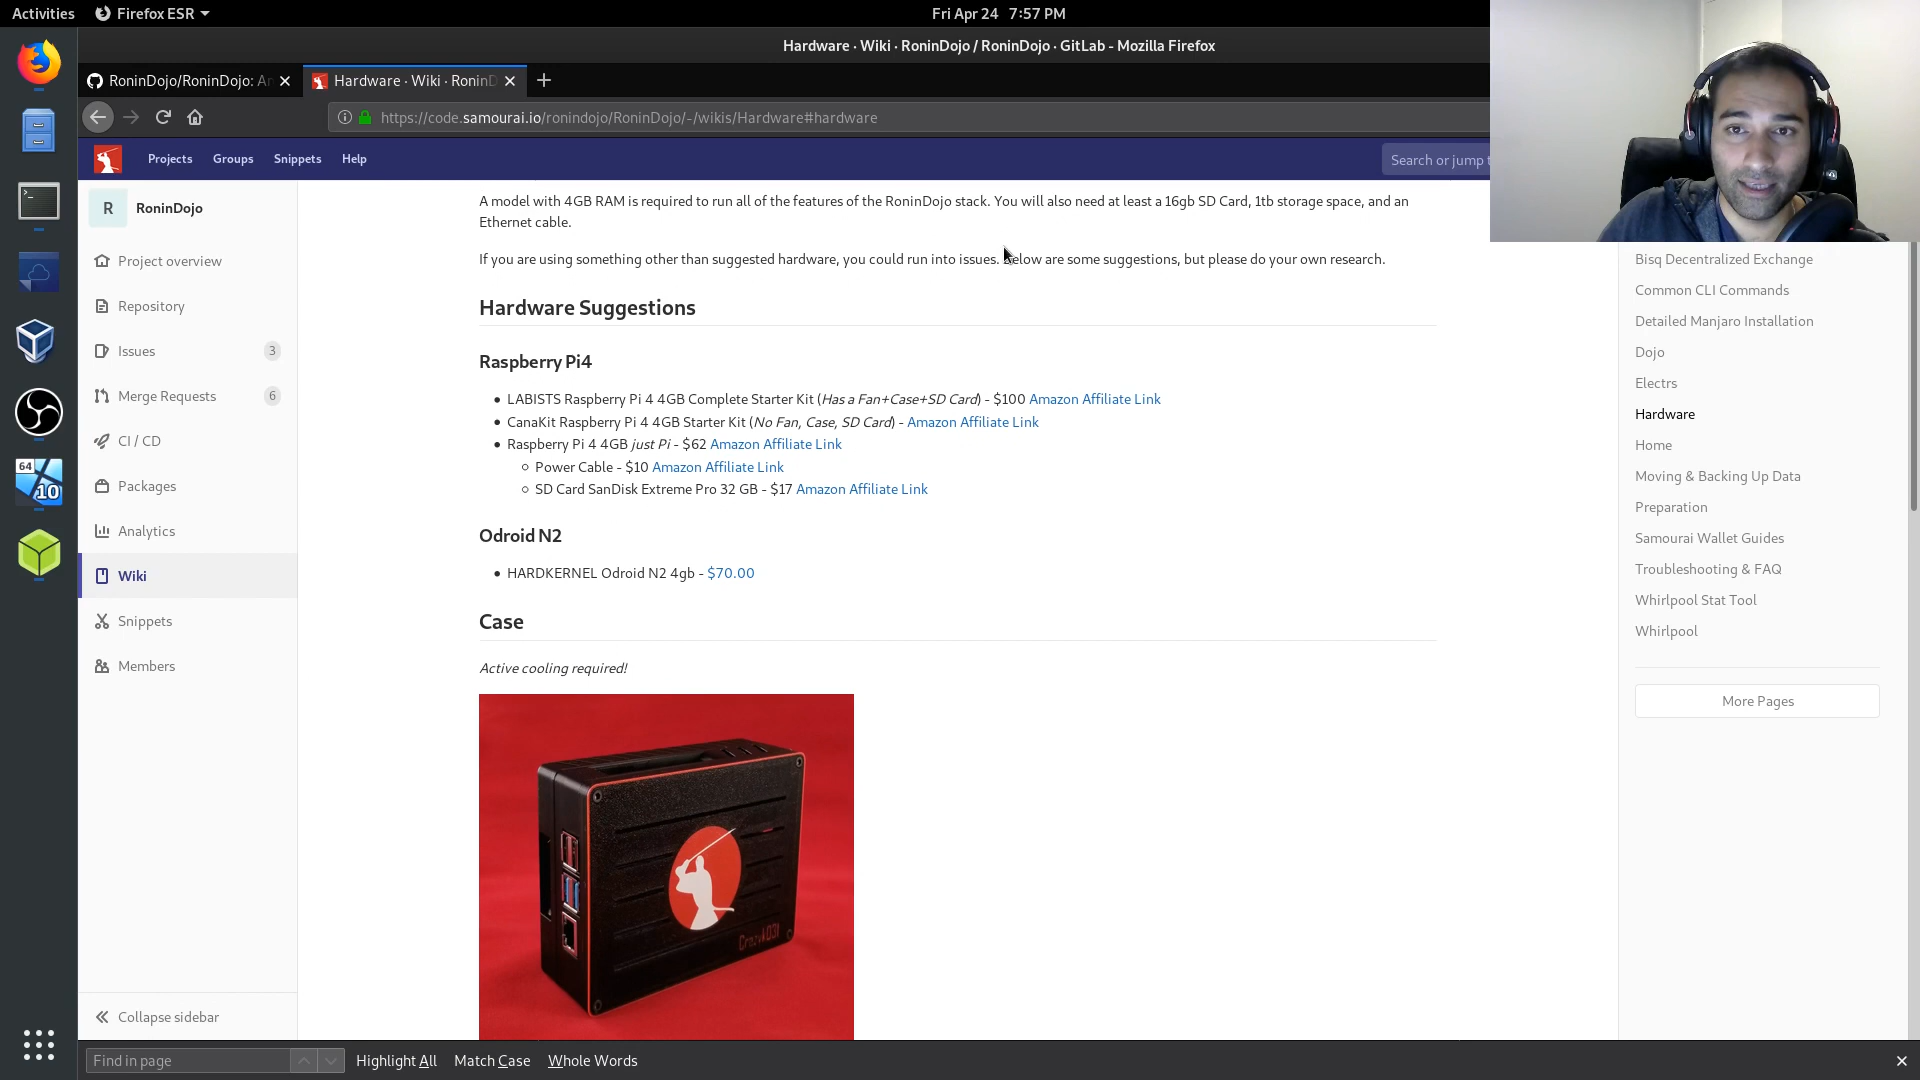 Activities
Firefox ESR
Fri Apr 24 7:57 PM
Hardware · Wiki · RoninDojo / RoninDojo · GitLab - Mozilla Firefox
RoninDojo/RoninDojo: A
Hardware · Wiki · RoninD
https://code.samourai.io/ronindojo/RoninDojo/-/wikis/Hardware#hardware
Projects
Groups
Snippets
Help
Search or jump t
R
RoninDojo
Project overview
Repository
Issues
3
Merge Requests
6
CI / CD
Packages
Analytics
Wiki
Snippets
Members
Collapse sidebar
A model with 4GB RAM is required to run all of the features of the RoninDojo stack. You will also need at least a 16gb SD Card, 1tb storage space, and an
Ethernet cable.
If you are using something other than suggested hardware, you could run into issues. Below are some suggestions, but please do your own research.
Hardware Suggestions
Raspberry Pi4
• LABISTS Raspberry Pi 4 4GB Complete Starter Kit (Has a Fan+Case+SD Card) - $100 Amazon Affiliate Link
• CanaKit Raspberry Pi 4 4GB Starter Kit (No Fan, Case, SD Card) - Amazon Affiliate Link
• Raspberry Pi 4 4GB just Pi - $62 Amazon Affiliate Link
○ Power Cable - $10 Amazon Affiliate Link
○ SD Card SanDisk Extreme Pro 32 GB - $17 Amazon Affiliate Link
Odroid N2
• HARDKERNEL Odroid N2 4gb - $70.00
Case
Active cooling required!
Bisq Decentralized Exchange
Common CLI Commands
Detailed Manjaro Installation
Dojo
Electrs
Hardware
Home
Moving & Backing Up Data
Preparation
Samourai Wallet Guides
Troubleshooting & FAQ
Whirlpool Stat Tool
Whirlpool
More Pages
64
10
Find in page
Highlight All
Match Case
Whole Words